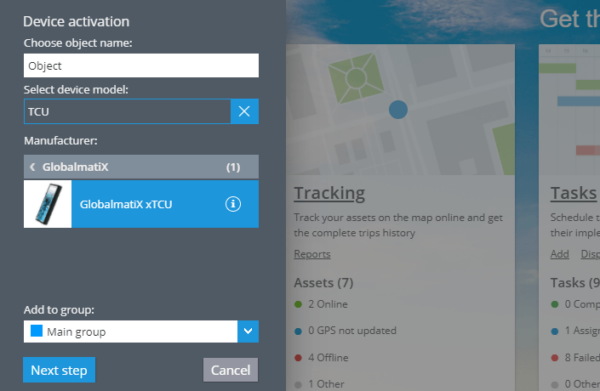 Device activation
Choose object name:
Object
Select device model:
TCU
Manufacturer:
GlobalmatiX (1)
GlobalmatiX xTCU
Add to group:
Main group
Next step Cancel
Get th
Tracking
Track your assets on the map online and get
the complete trips history
Reports
Assets (7)
2 Online
0 GPS not updated
4 Offline
1 Other
Tasks
Schedule t
their imple
Add Disp
Tasks (9
0 Comp
1 Assig
8 Failed
0 Other